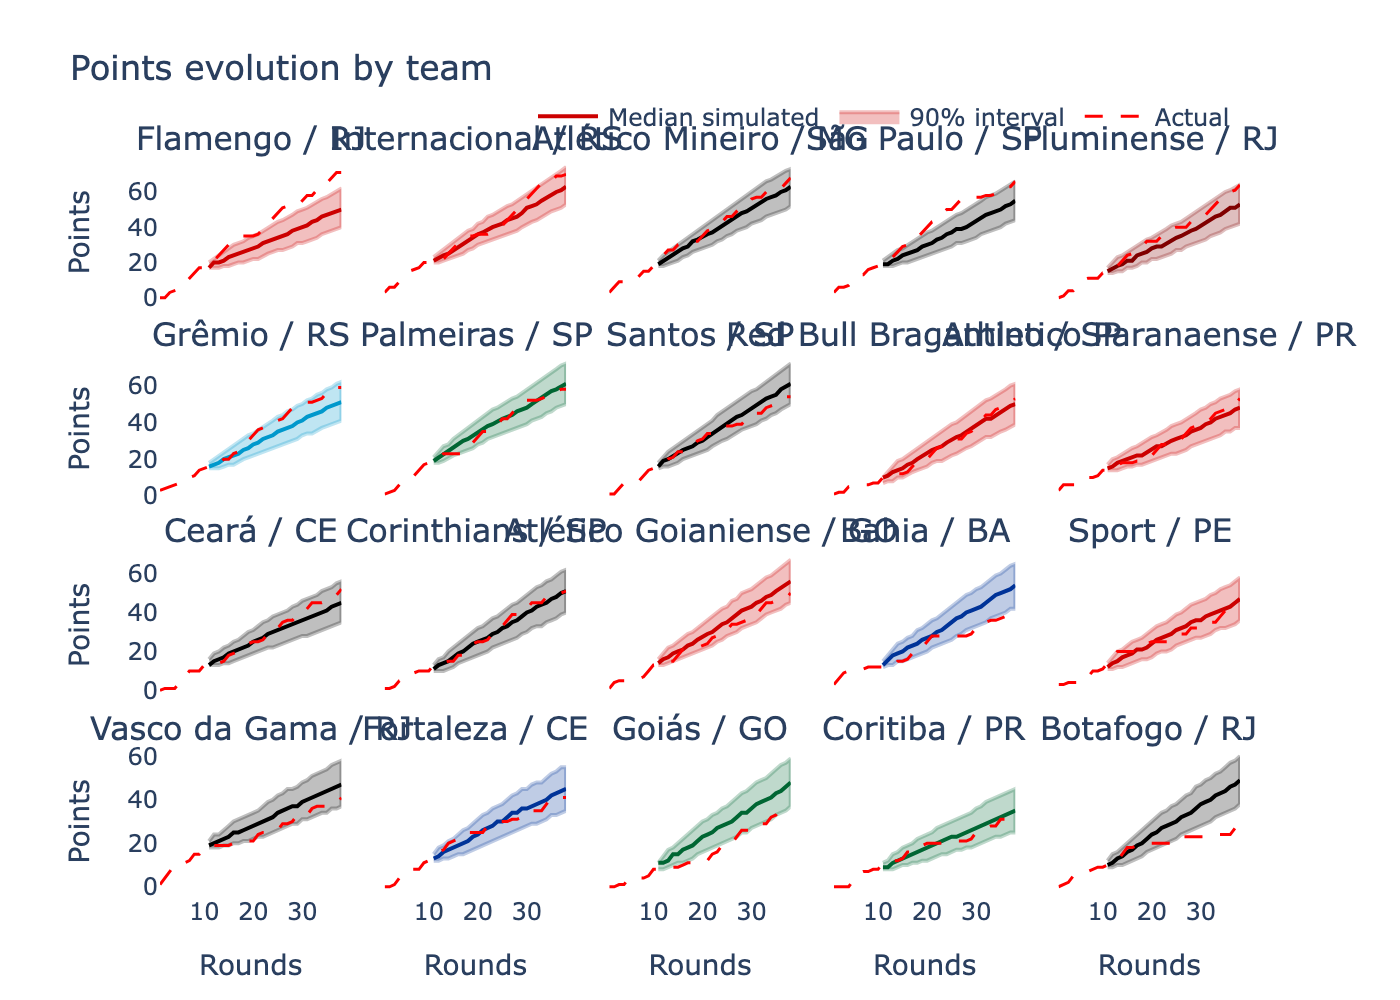 Points evolution by team
Median simulated 90% interval Actual
Flamengo / RJ Internacional / RS Atlético Mineiro / MG São Paulo / SP Fluminense / RJ
60
40
20
0
Points
Grêmio / RS Palmeiras / SP Santos / SP Red Bull Bragantino / SP Athletico Paranaense / PR
60
40
20
0
Points
Ceará / CE Corinthians / SP Atlético Goianiense / GO Bahia / BA Sport / PE
60
40
20
0
Points
Vasco da Gama / RJ Fortaleza / CE Goiás / GO Coritiba / PR Botafogo / RJ
60
40
20
0
Points
10 20 30 10 20 30 10 20 30 10 20 30 10 20 30
Rounds Rounds Rounds Rounds Rounds